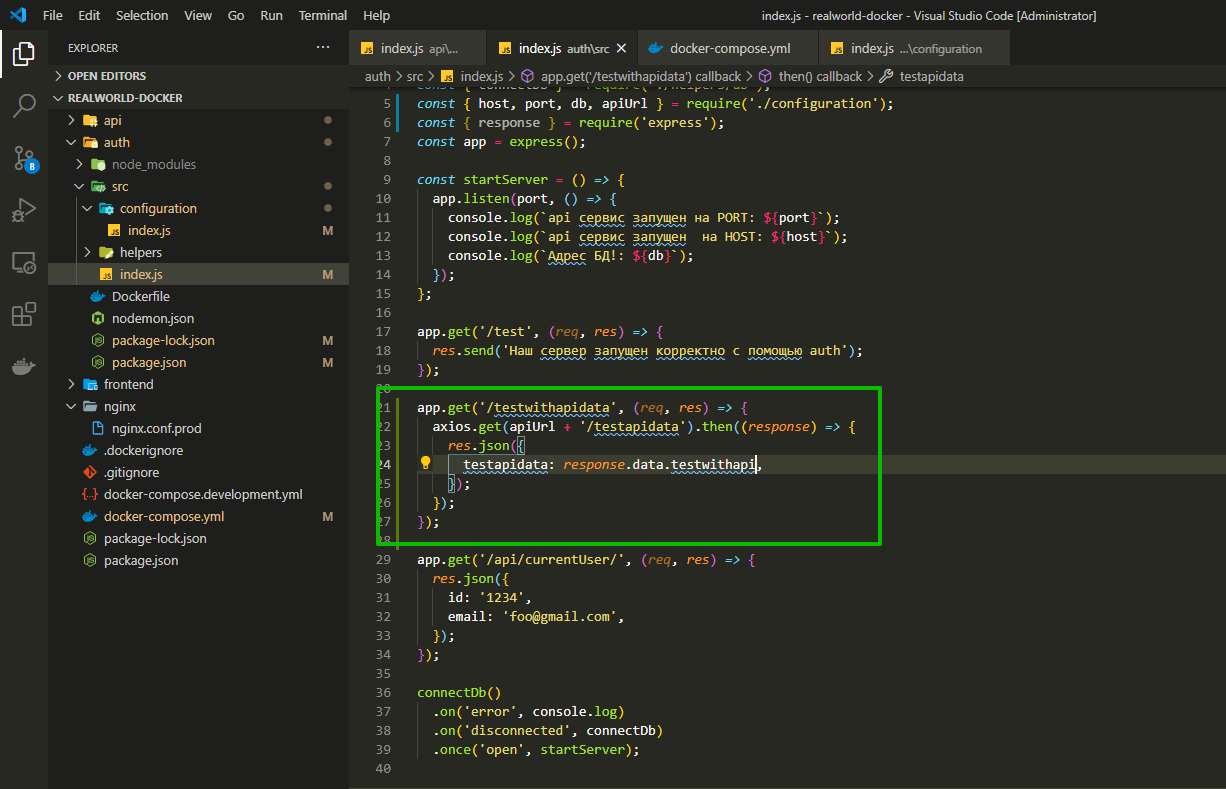 File Edit Selection View Go Run Terminal Help index.js - realworld-docker - Visual Studio Code [Administrator]
EXPLORER
OPEN EDITORS
REALWORLD-DOCKER
api
auth
node_modules
src
configuration
index.js M
helpers
index.js M
Dockerfile
nodemon.json
package-lock.json M
package.json M
frontend
nginx
nginx.conf.prod
.dockerignore
.gitignore
docker-compose.development.yml
docker-compose.yml M
package-lock.json
package.json
8
JS index.js api\... JS index.js auth\src docker-compose.yml JS index.js ...\configuration
auth > src > JS index.js > app.get('/testwithapidata') callback > then() callback > testapidata
4 const { connectDb } = require('./helpers/db');
5 const { host, port, db, apiUrl } = require('./configuration');
6 const { response } = require('express');
7 const app = express();
8
9 const startServer = () => {
10 app.listen(port, () => {
11 console.log(`api сервис запущен на PORT: ${port}`);
12 console.log(`api сервис запущен  на HOST: ${host}`);
13 console.log(`Адрес БД!: ${db}`);
14 });
15 };
16
17 app.get('/test', (req, res) => {
18 res.send('Наш сервер запущен корректно с помощью auth');
19 });
20
21 app.get('/testwithapidata', (req, res) => {
22 axios.get(apiUrl + '/testapidata').then((response) => {
23 res.json({
24 testapidata: response.data.testwithapi,
25 });
26 });
27 });
28
29 app.get('/api/currentUser/', (req, res) => {
30 res.json({
31 id: '1234',
32 email: 'foo@gmail.com',
33 });
34 });
35
36 connectDb()
37 .on('error', console.log)
38 .on('disconnected', connectDb)
39 .once('open', startServer);
40